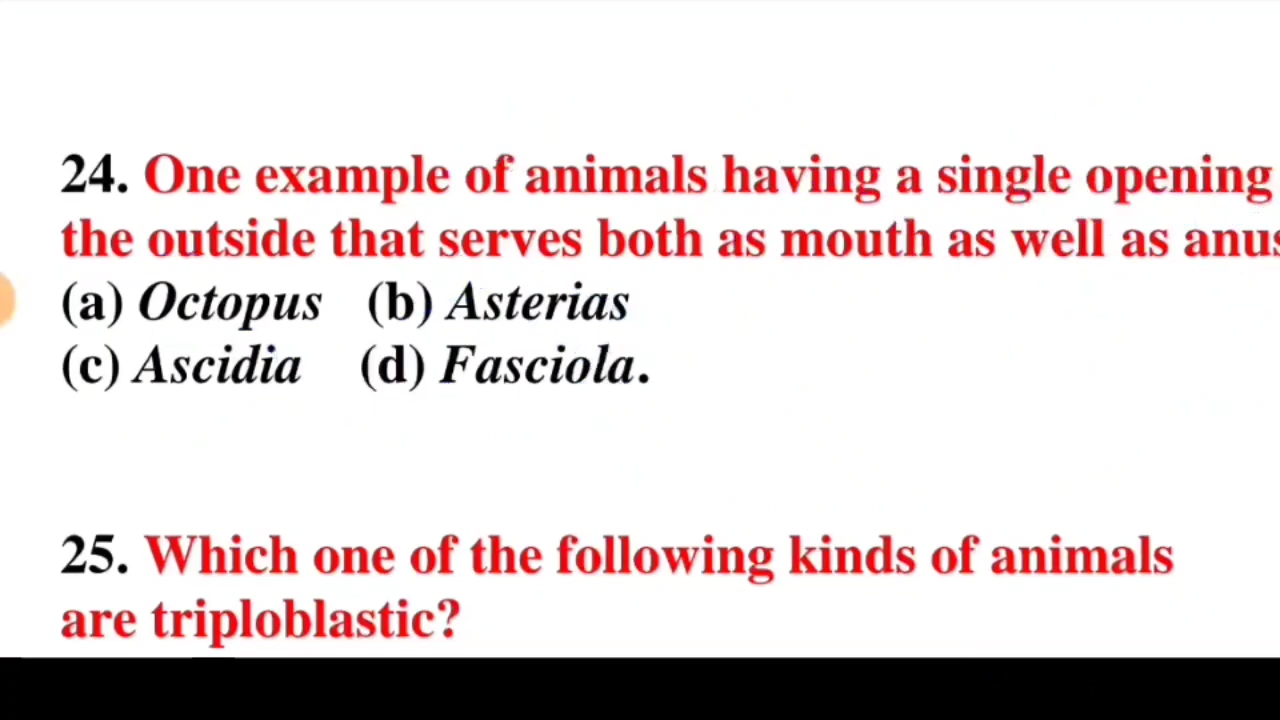 24. One example of animals having a single opening
the outside that serves both as mouth as well as anus
(a) Octopus (b) Asterias
(c) Ascidia (d) Fasciola.
25. Which one of the following kinds of animals
are triploblastic?